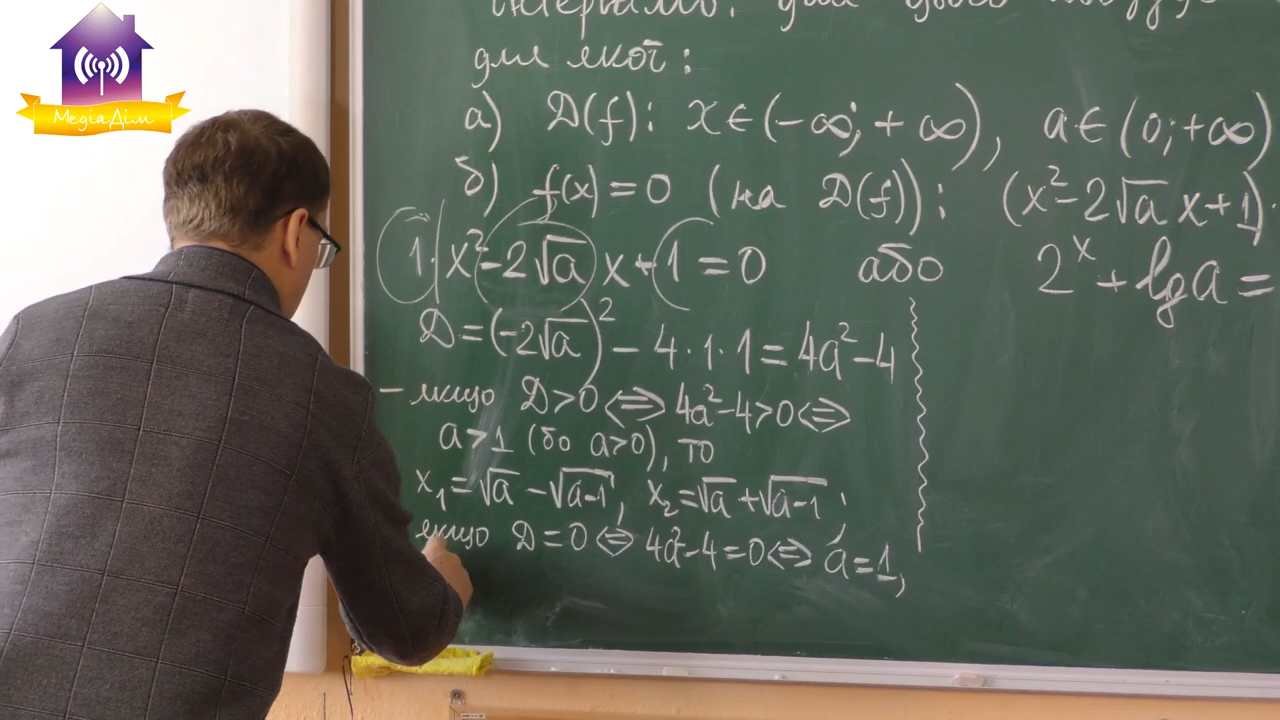 МедіаДім
для якої:
а) D(f): x∈(-∞;+∞), a∈(0;+∞)
б) f(x)=0 (на D(f)): (x²-2√a x+1)·
1. x²-2√a x+1=0 або 2ˣ+lg a=
D=(-2√a)²-4·1·1=4a²-4
- якщо D>0⇔4a²-4>0⇔
a>1 (бо a>0), то
x₁=√a-√a-1, x₂=√a+√a-1;
якщо D=0⇔4a²-4=0⇔a=1,